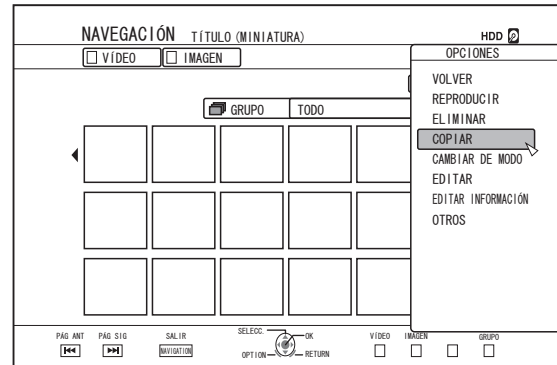 NAVEGACIÓN TÍTULO (MINIATURA) HDD
VÍDEO IMAGEN
GRUPO TODO
OPCIONES
VOLVER
REPRODUCIR
ELIMINAR
COPIAR
CAMBIAR DE MODO
EDITAR
EDITAR INFORMACIÓN
OTROS
PÁG ANT PÁG SIG SALIR
NAVIGATION
SELECC. OK
OPTION RETURN
VÍDEO IMAGEN GRUPO